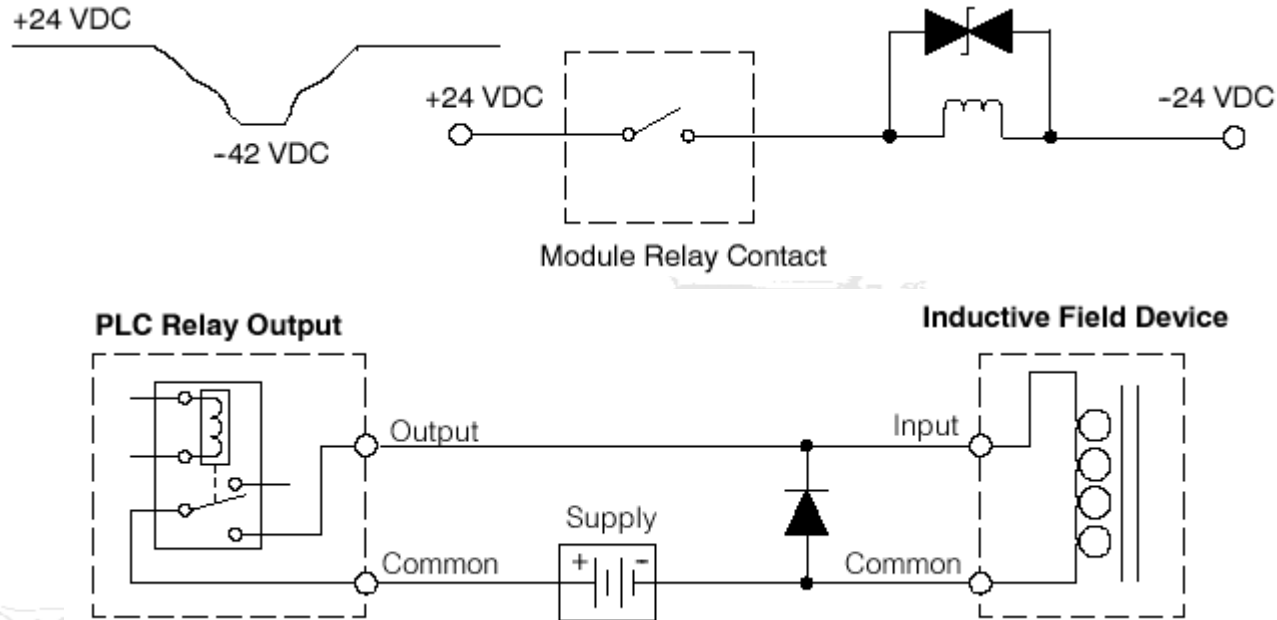 +24 VDC
-42 VDC
+24 VDC
-24 VDC
Module Relay Contact
PLC Relay Output
Inductive Field Device
Output
Input
Supply
+ -
Common
Common